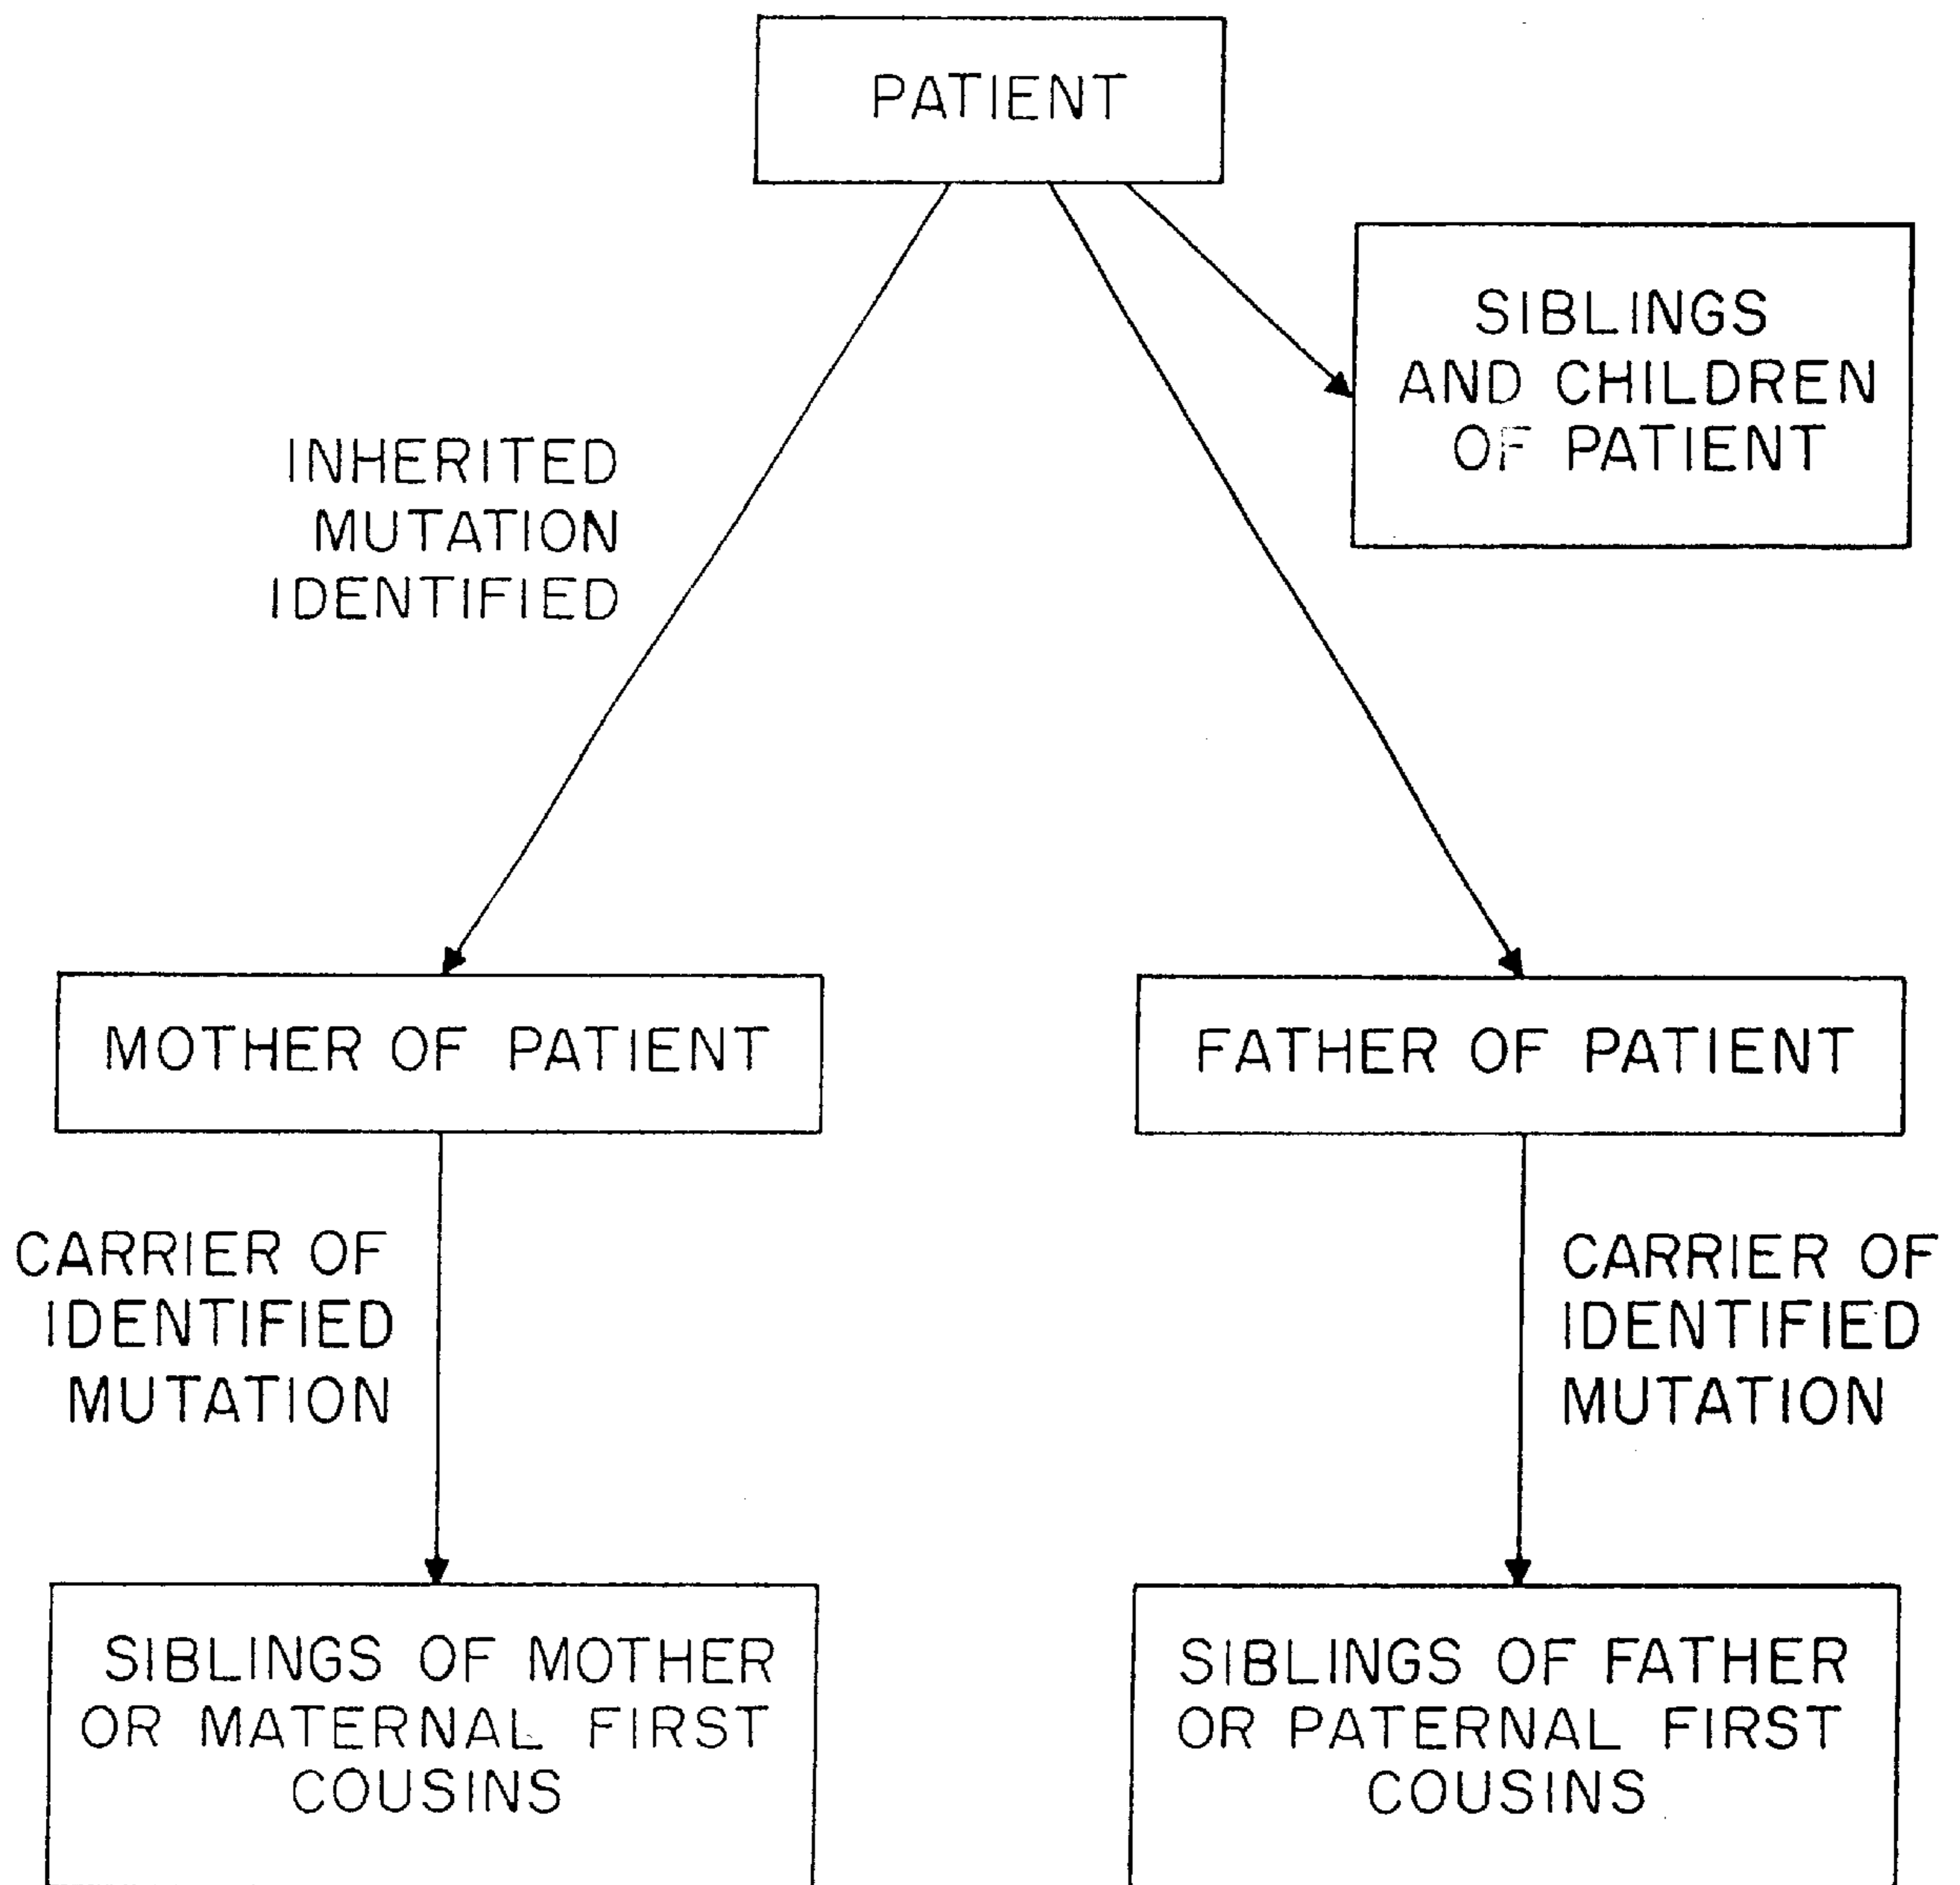 PATIENT
SIBLINGS
AND CHILDREN
OF PATIENT
INHERITED
MUTATION
IDENTIFIED
MOTHER OF PATIENT
FATHER OF PATIENT
CARRIER OF
IDENTIFIED
MUTATION
CARRIER OF
IDENTIFIED
MUTATION
SIBLINGS OF MOTHER
OR MATERNAL FIRST
COUSINS
SIBLINGS OF FATHER
OR PATERNAL FIRST
COUSINS